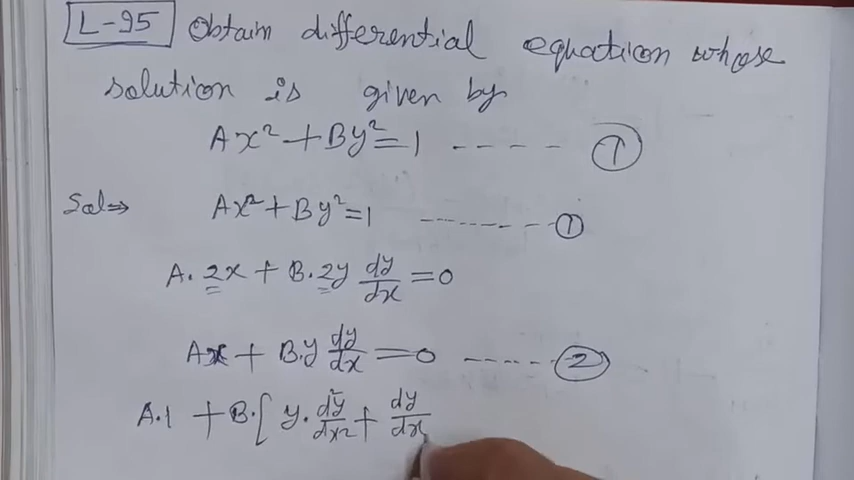 L-95 Obtain differential equation whose
solution is given by
Ax² + By² = 1 ---- ①
Sol⇒ Ax² + By² = 1 -------- ①
A. 2x + B. 2y dy/dx = 0
Ax + B.y dy/dx = 0 ------ ②
A.1 + B.[ y. d²y/dx² + dy/dx